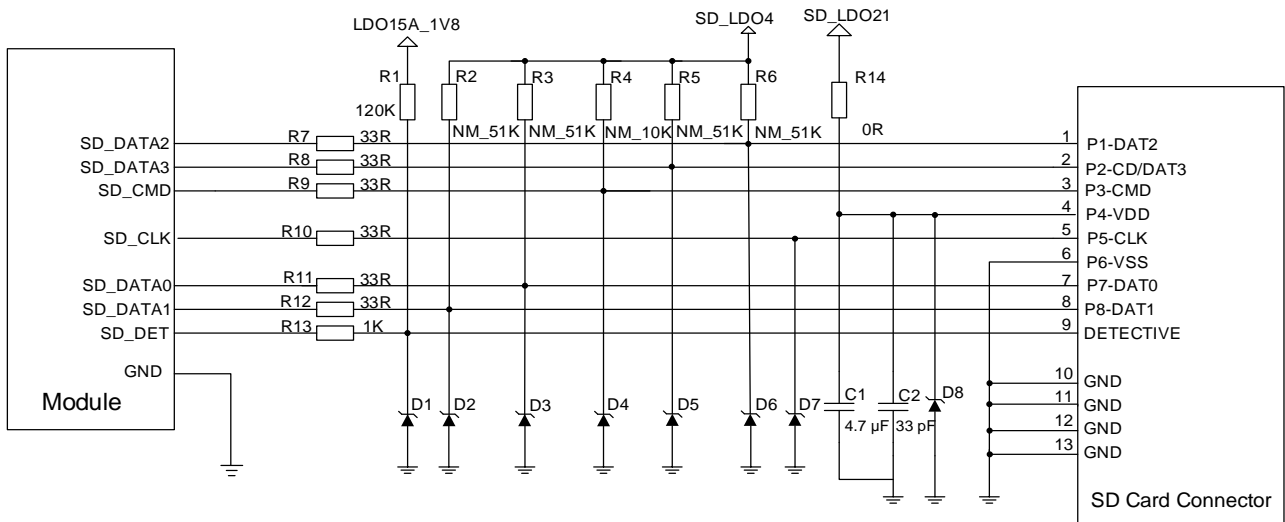 LDO15A_1V8
SD_LDO4
SD_LDO21
R1
R2
R3
R4
R5
R6
R14
120K
NM_51K
NM_51K
NM_10K
NM_51K
NM_51K
0R
SD_DATA2
R7
33R
1
P1-DAT2
SD_DATA3
R8
33R
2
P2-CD/DAT3
SD_CMD
R9
33R
3
P3-CMD
4
P4-VDD
SD_CLK
R10
33R
5
P5-CLK
6
P6-VSS
SD_DATA0
R11
33R
7
P7-DAT0
SD_DATA1
R12
33R
8
P8-DAT1
SD_DET
R13
1K
9
DETECTIVE
GND
10
GND
11
GND
12
GND
13
GND
Module
D1
D2
D3
D4
D5
D6
D7
C1
4.7 µF
C2
33 pF
D8
SD Card Connector